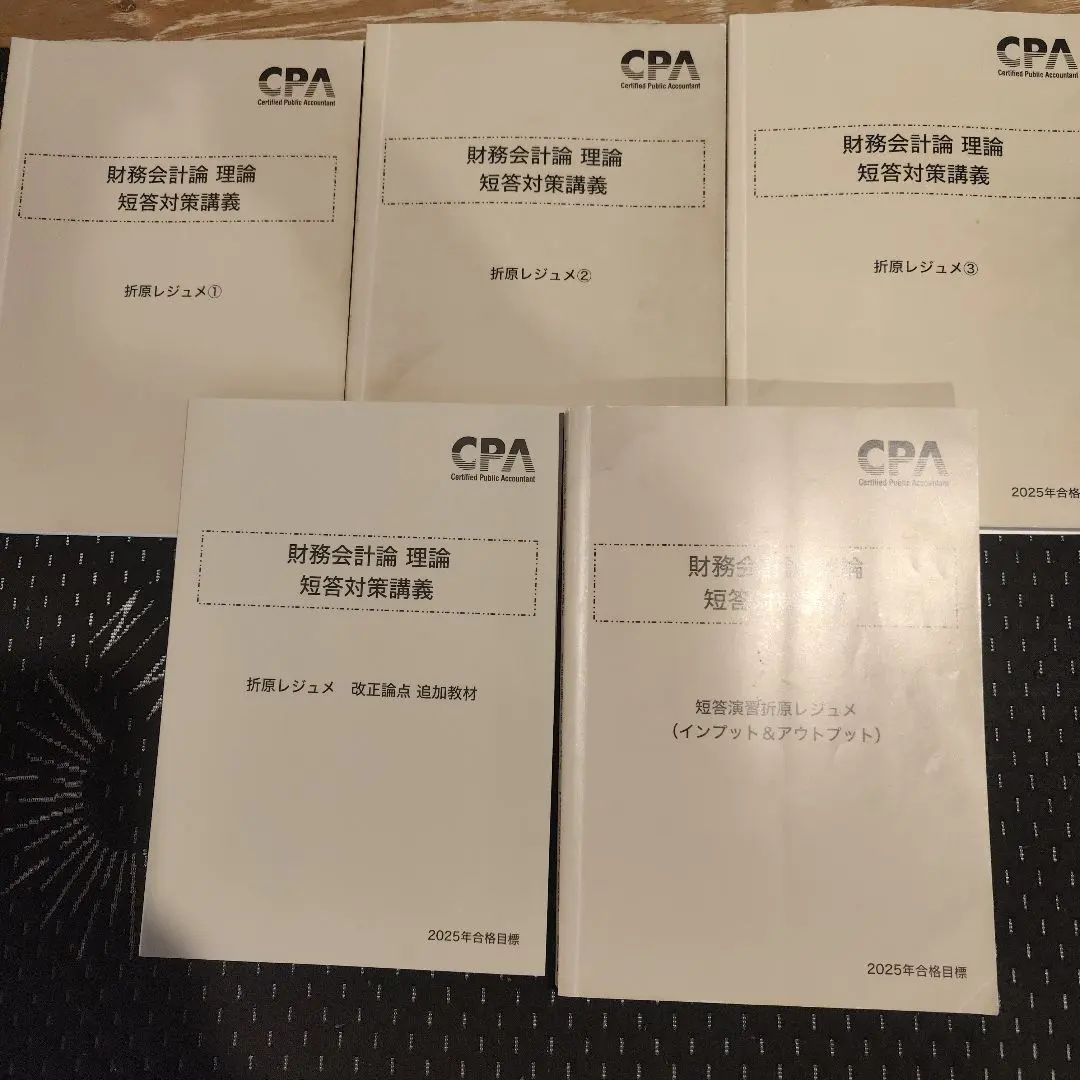 CPA
Certified Public Accountant
財務会計論 理論
短答対策講義
折原レジュメ①
CPA
Certified Public Accountant
財務会計論 理論
短答対策講義
折原レジュメ②
CPA
Certified Public Accountant
財務会計論 理論
短答対策講義
折原レジュメ③
2025年合格
CPA
Certified Public Accountant
財務会計論 理論
短答対策講義
折原レジュメ 改正論点 追加教材
2025年合格目標
CPA
Certified Public Accountant
財務会 論
短答
短答演習折原レジュメ
（インプット＆アウトプット）
2025年合格目標